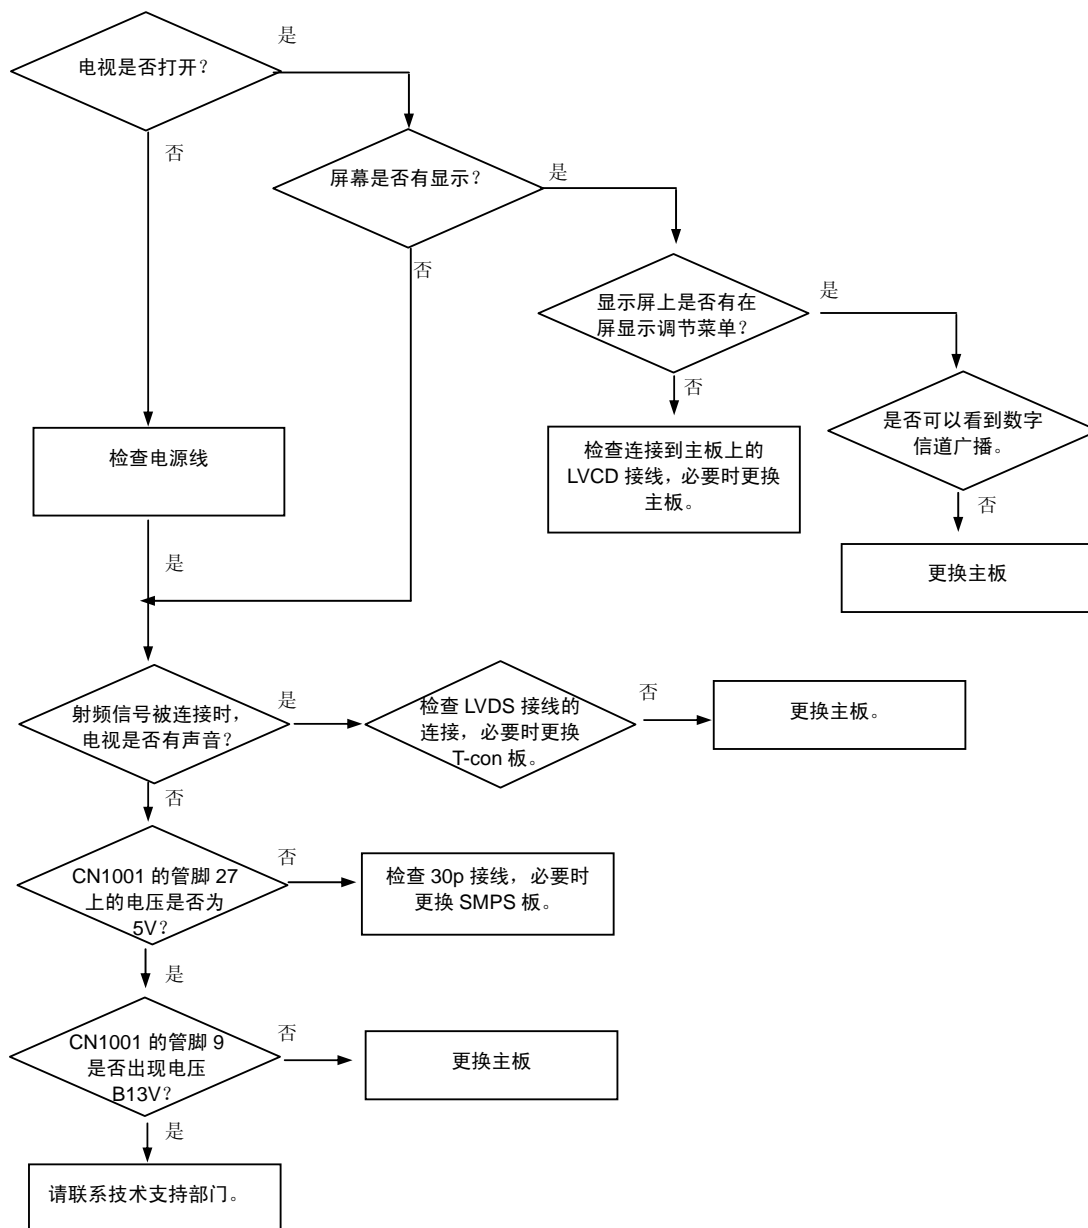 电视是否打开？
是
否
屏幕是否有显示？
是
否
显示屏上是否有在
屏显示调节菜单？
是
否
是否可以看到数字
信道广播。
否
检查电源线
检查连接到主板上的
LVCD 接线，必要时更换
主板。
更换主板
是
射频信号被连接时，
电视是否有声音？
是
检查 LVDS 接线的
连接，必要时更换
T-con 板。
否
更换主板。
否
CN1001 的管脚 27
上的电压是否为
5V？
否
检查 30p 接线，必要时
更换 SMPS 板。
是
CN1001 的管脚 9
是否出现电压
B13V？
否
更换主板
是
请联系技术支持部门。